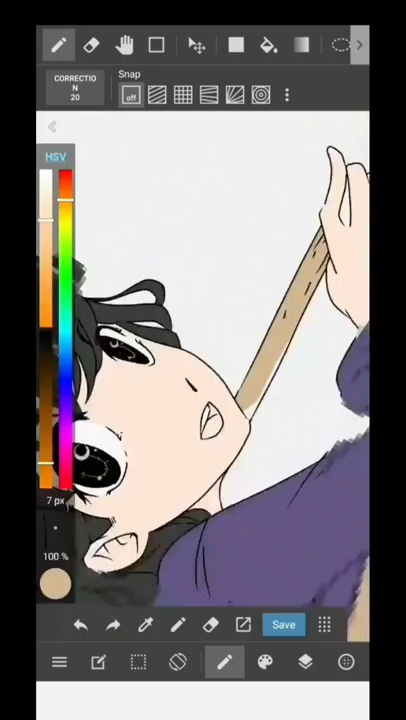 CORRECTIO
N
20
Snap
off
HSV
7 px
100 %
Save